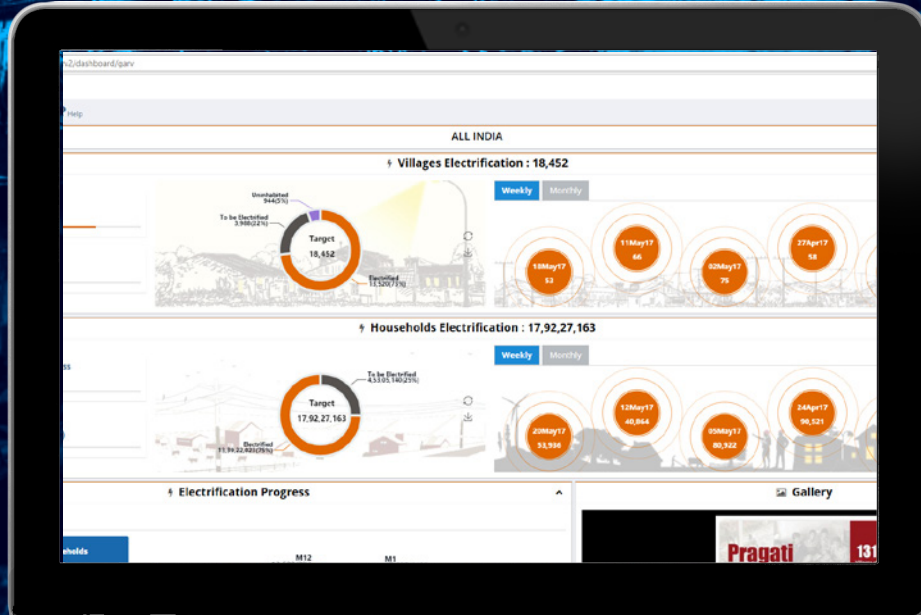 s2/dashboard/garv
Help
ALL INDIA
Villages Electrification : 18,452
Uninhabited
944(5%)
To be Electrified
3,988(22%)
Target
18,452
Electrified
13,520(73%)
Weekly Monthly
18May17
53
11May17
66
02May17
75
27Apr17
58
Households Electrification : 17,92,27,163
ss
To be Electrified
4,53,05,140(25%)
Target
17,92,27,163
Electrified
13,39,22,023(75%)
Weekly Monthly
20May17
12May17
40,864
05May17
80,922
24Apr17
90,521
Electrification Progress
Gallery
eholds
M12
M1
Pragati
131